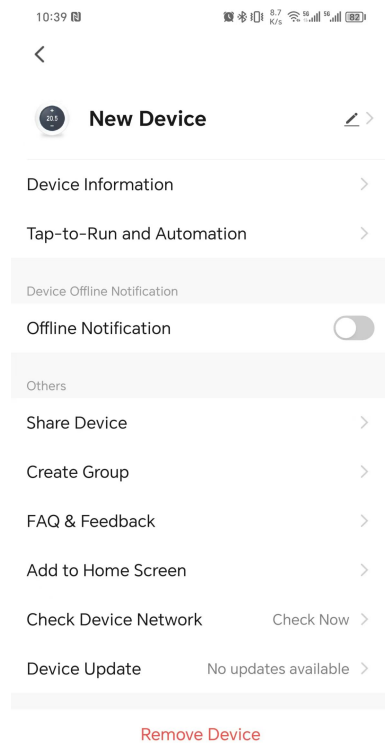 10:39
8.7
K/s
5G
5G
82
20.5
New Device
Device Information
Tap-to-Run and Automation
Device Offline Notification
Offline Notification
Others
Share Device
Create Group
FAQ & Feedback
Add to Home Screen
Check Device Network Check Now
Device Update No updates available
Remove Device